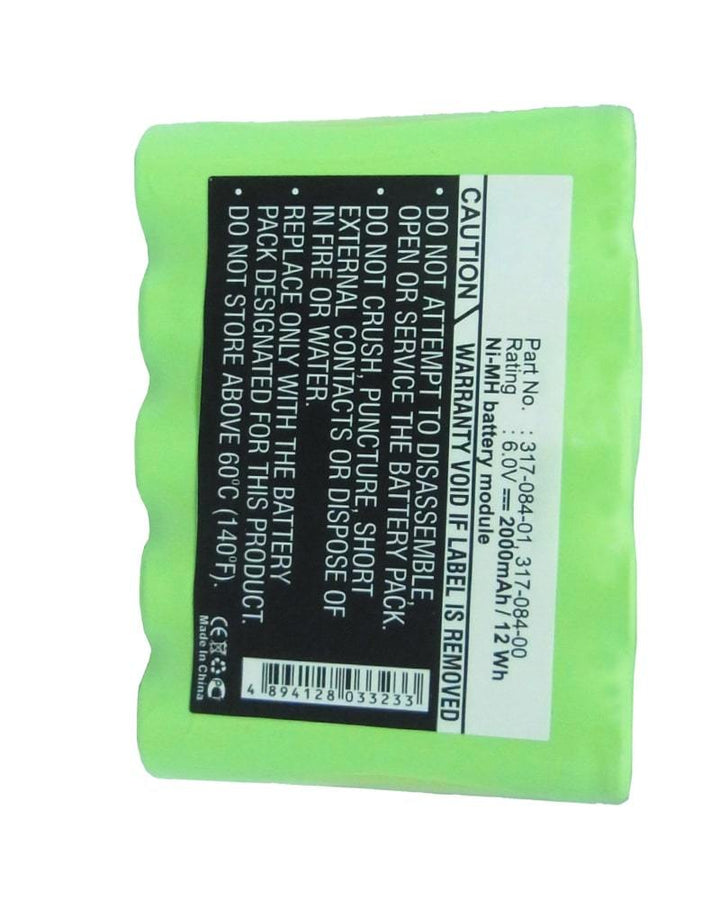 Part No. : 317-084-01, 317-084-00
Rating : 6.0V⎓ 2000mAh / 12 Wh
Ni-MH battery module
CAUTION WARRANTY VOID IF LABEL IS REMOVED
• DO NOT ATTEMPT TO DISASSEMBLE,
OPEN OR SERVICE THE BATTERY PACK.
• DO NOT CRUSH, PUNCTURE, SHORT
EXTERNAL CONTACTS OR DISPOSE OF
IN FIRE OR WATER.
• REPLACE ONLY WITH THE BATTERY
PACK DESIGNATED FOR THIS PRODUCT.
• DO NOT STORE ABOVE 60°C (140°F).
4 894128 033233
CE PC
Made in China